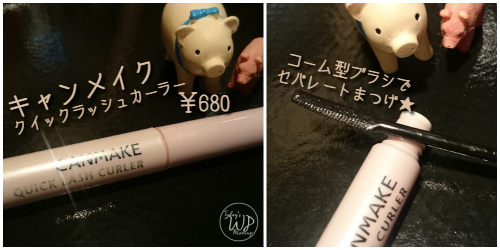 キャンメイク
クイックラッシュカーラー
¥680
CANMAKE
QUICK LASH CURLER
コーム型ブラシで
セパレートまつげ★
ANMAKE
CURLER